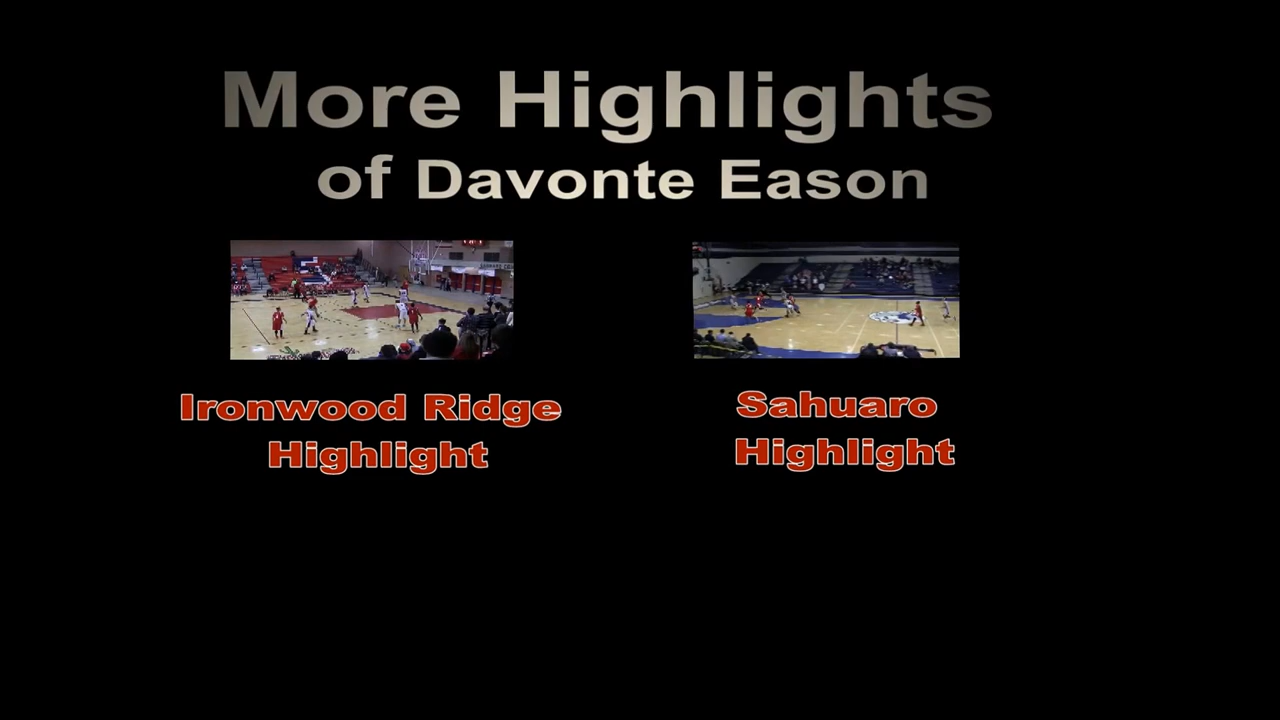 More Highlights
of Davonte Eason
Ironwood Ridge
Highlight
Sahuaro
Highlight